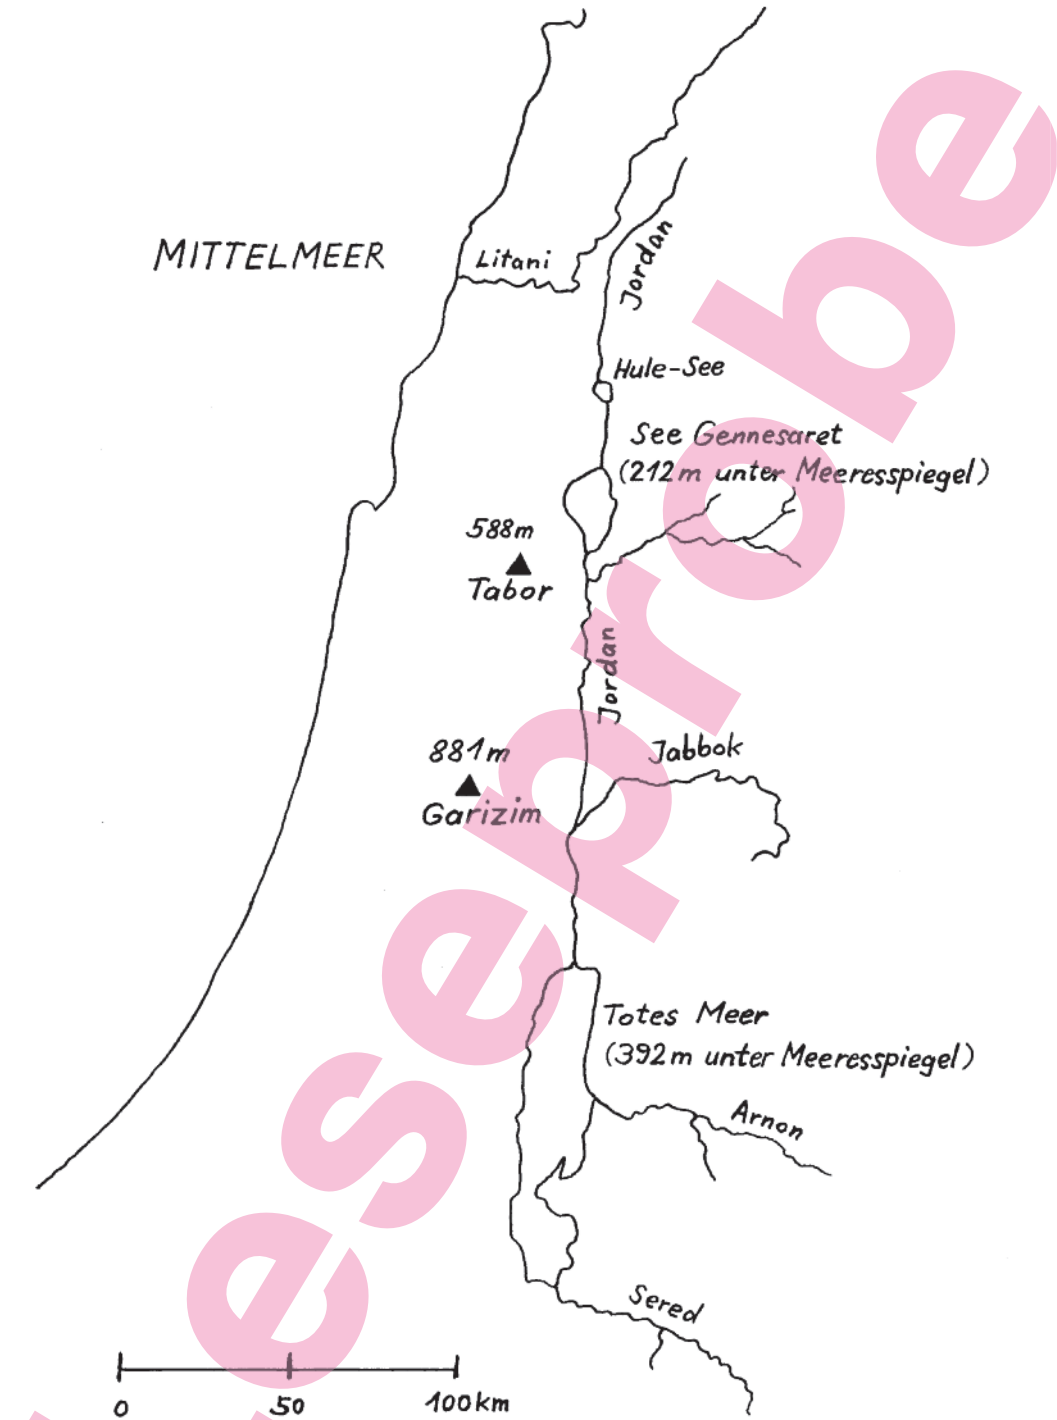 MITTELMEER
Litani
Jordan
Hule-See
See Gennesaret
(212m unter Meeresspiegel)
588m
Tabor
Jordan
881m
Garizim
Jabbok
Totes Meer
(392m unter Meeresspiegel)
Arnon
Sered
0 50 100km
Leseprobe